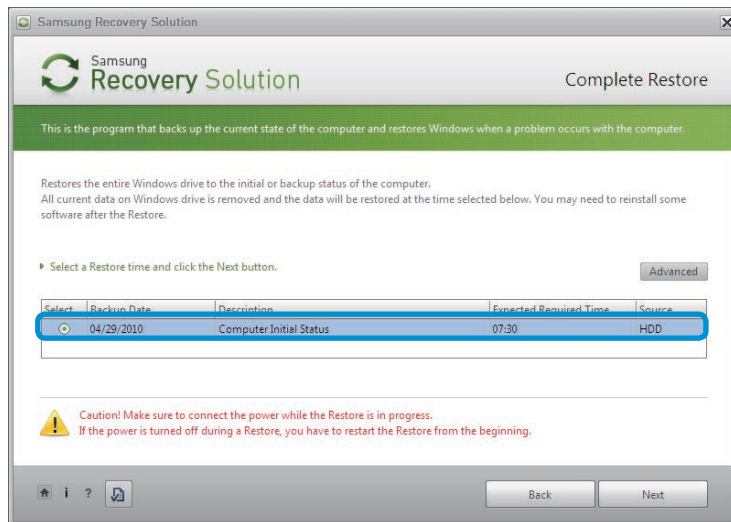 Samsung Recovery Solution
Samsung
Recovery Solution
Complete Restore
This is the program that backs up the current state of the computer and restores Windows when a problem occurs with the computer.
Restores the entire Windows drive to the initial or backup status of the computer.
All current data on Windows drive is removed and the data will be restored at the time selected below. You may need to reinstall some
software after the Restore.
Select a Restore time and click the Next button.
Advanced
Select Backup Date Description Expected Required Time Source
04/29/2010 Computer Initial Status 07:30 HDD
Caution! Make sure to connect the power while the Restore is in progress.
If the power is turned off during a Restore, you have to restart the Restore from the beginning.
i ? Back Next